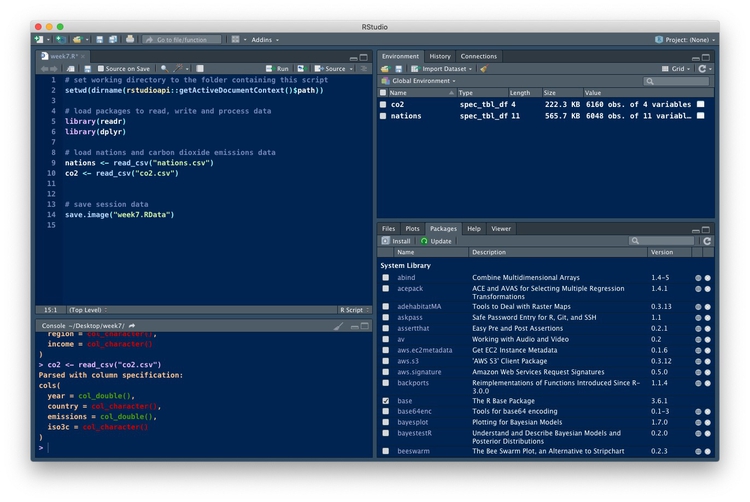 RStudio
Go to file/function
Addins
Project: (None)
week7.R*
Source on Save
Run
Source
1 # set working directory to the folder containing this script
2 setwd(dirname(rstudioapi::getActiveDocumentContext()$path))
3
4 # load packages to read, write and process data
5 library(readr)
6 library(dplyr)
7
8 # load nations and carbon dioxide emissions data
9 nations <- read_csv("nations.csv")
10 co2 <- read_csv("co2.csv")
11
12
13 # save session data
14 save.image("week7.RData")
15
15:1 (Top Level) R Script
Console ~/Desktop/week7/
region = col_character(),
income = col_character()
)
> co2 <- read_csv("co2.csv")
Parsed with column specification:
cols(
year = col_double(),
country = col_character(),
emissions = col_double(),
iso3c = col_character()
)
>
Environment History Connections
Import Dataset Grid
Global Environment
Name Type Length Size Value
co2 spec_tbl_df 4 222.3 KB 6160 obs. of 4 variables
nations spec_tbl_df 11 565.7 KB 6048 obs. of 11 variabl…
Files Plots Packages Help Viewer
Install Update
Name Description Version
System Library
abind Combine Multidimensional Arrays 1.4-5
acepack ACE and AVAS for Selecting Multiple Regression 1.4.1
Transformations
adehabitatMA Tools to Deal with Raster Maps 0.3.13
askpass Safe Password Entry for R, Git, and SSH 1.1
assertthat Easy Pre and Post Assertions 0.2.1
av Working with Audio and Video 0.2
aws.ec2metadata Get EC2 Instance Metadata 0.1.6
aws.s3 'AWS S3' Client Package 0.3.12
aws.signature Amazon Web Services Request Signatures 0.5.0
backports Reimplementations of Functions Introduced Since R- 1.1.4
3.0.0
base The R Base Package 3.6.1
base64enc Tools for base64 encoding 0.1-3
bayesplot Plotting for Bayesian Models 1.7.0
bayestestR Understand and Describe Bayesian Models and 0.2.0
Posterior Distributions
beeswarm The Bee Swarm Plot, an Alternative to Stripchart 0.2.3